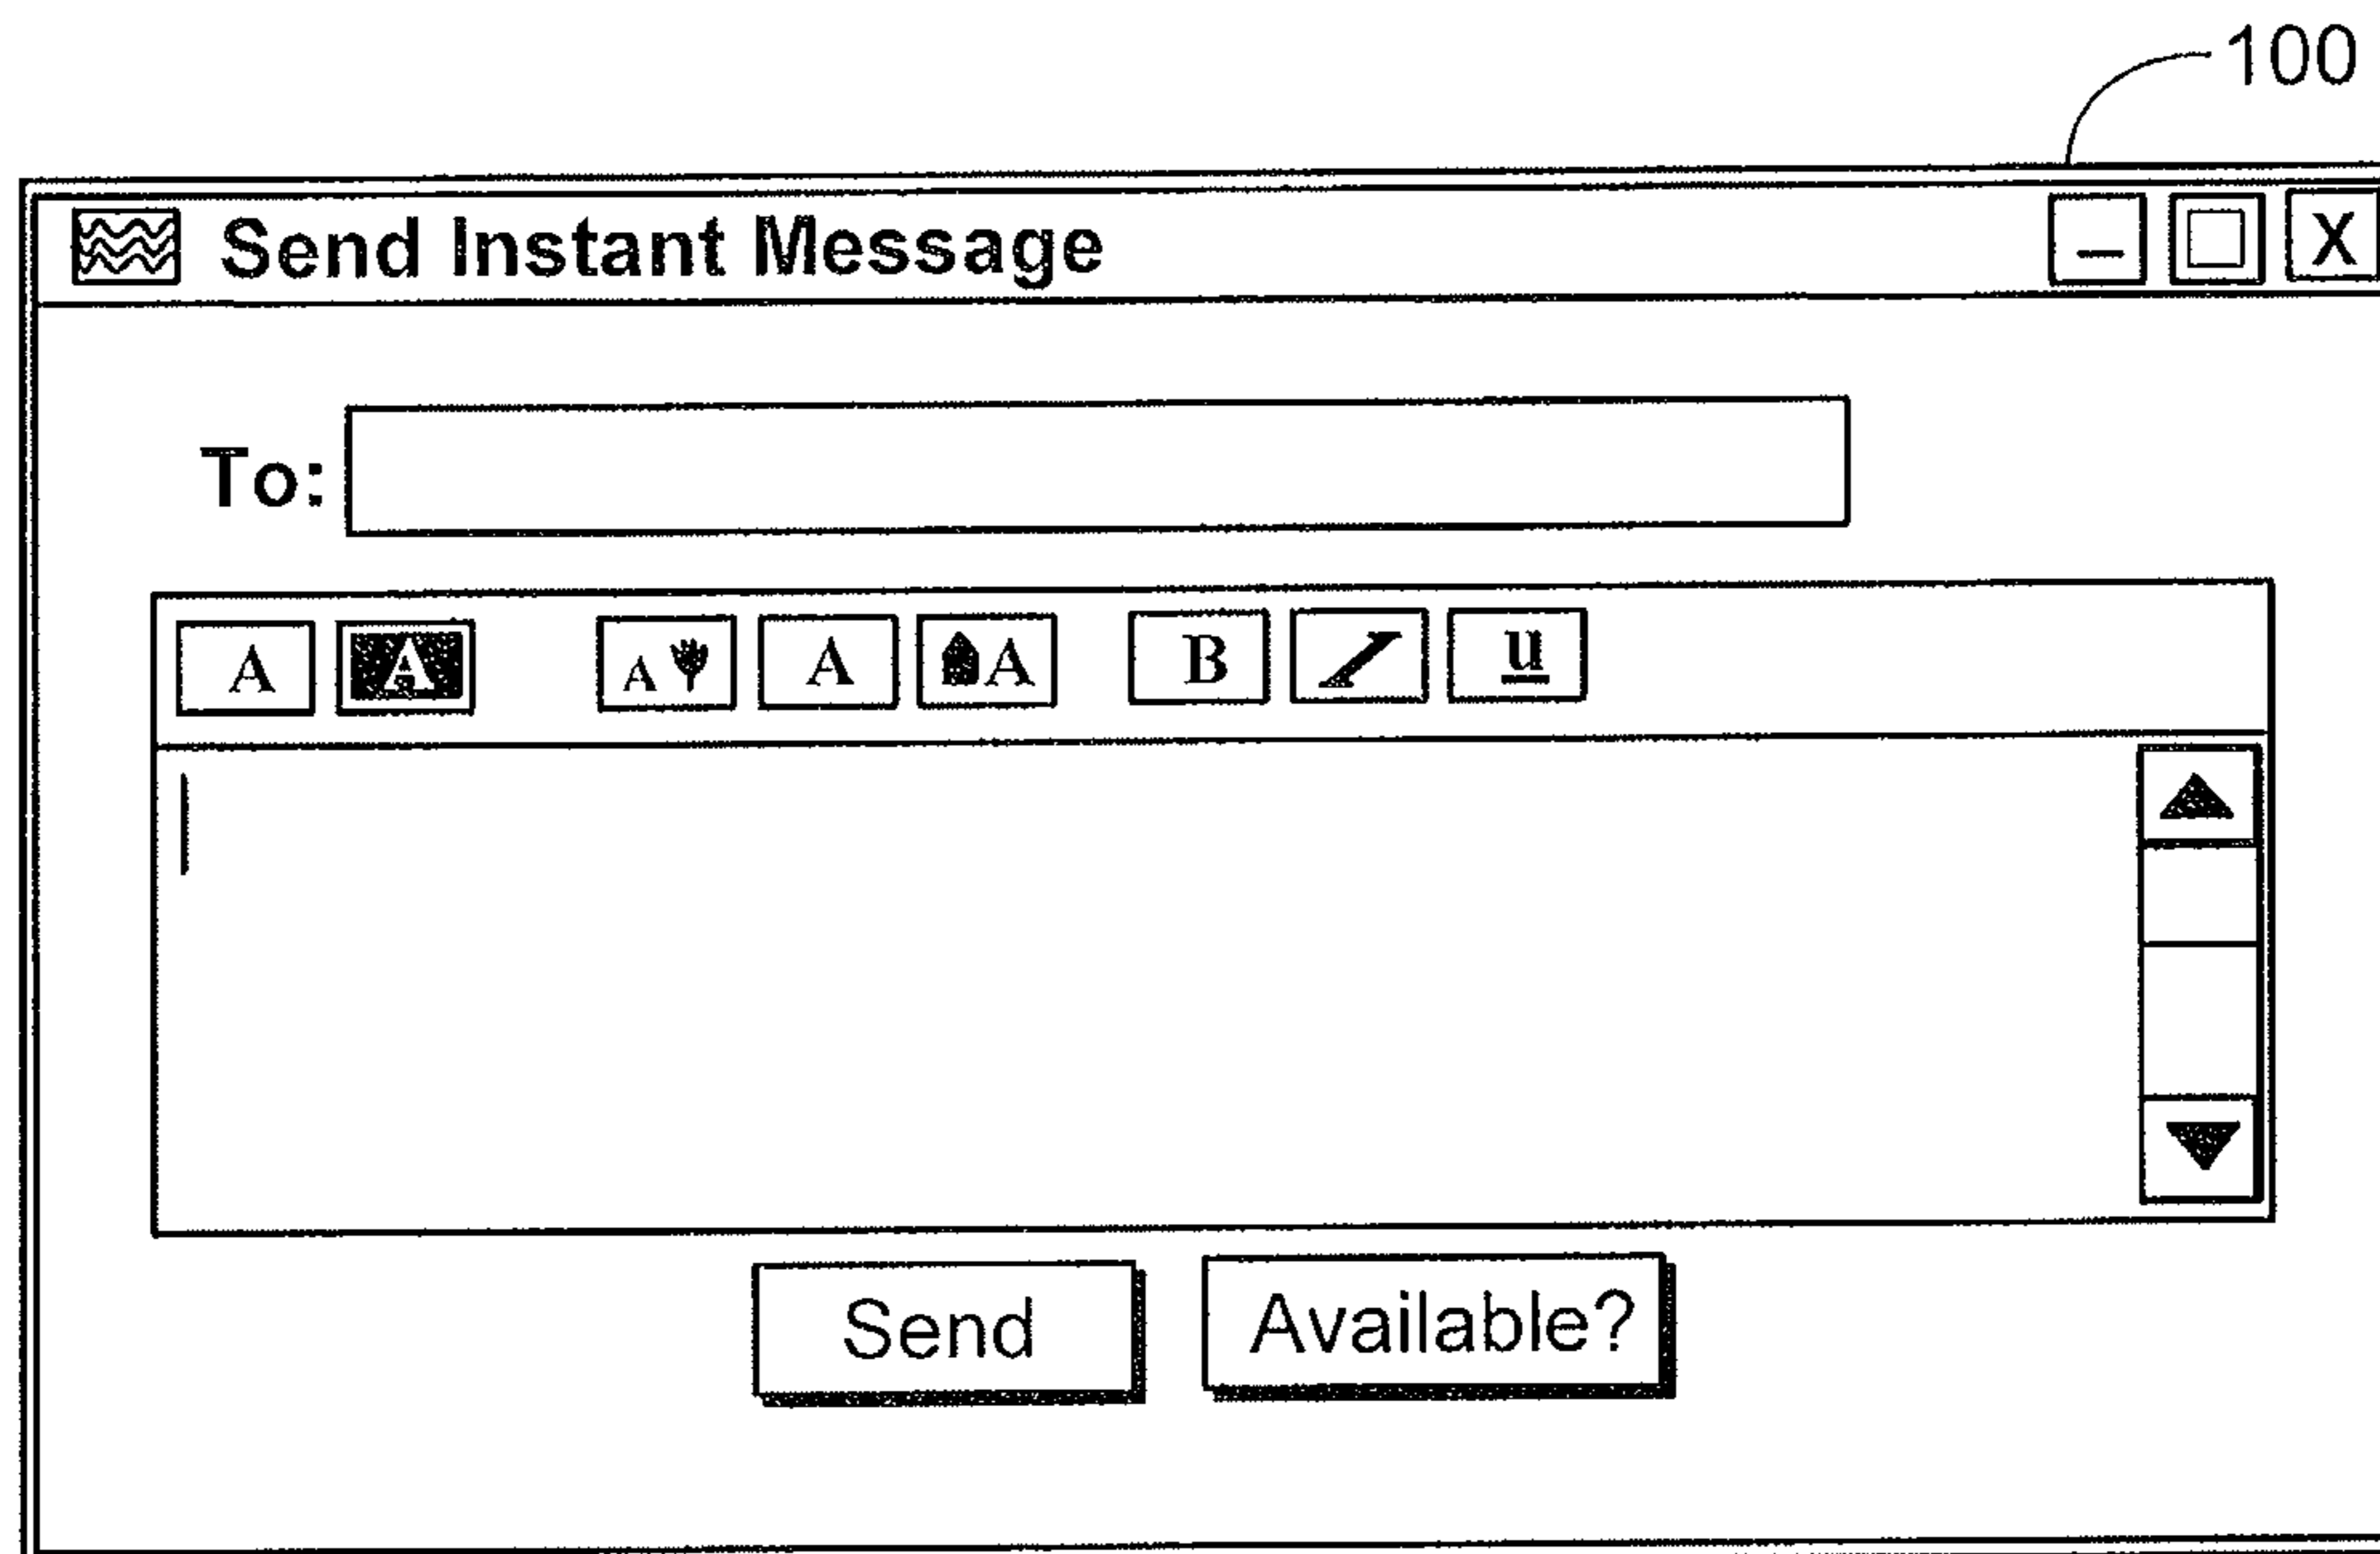 100
Send Instant Message – X
To:
A A A A A B I u
Send Available?